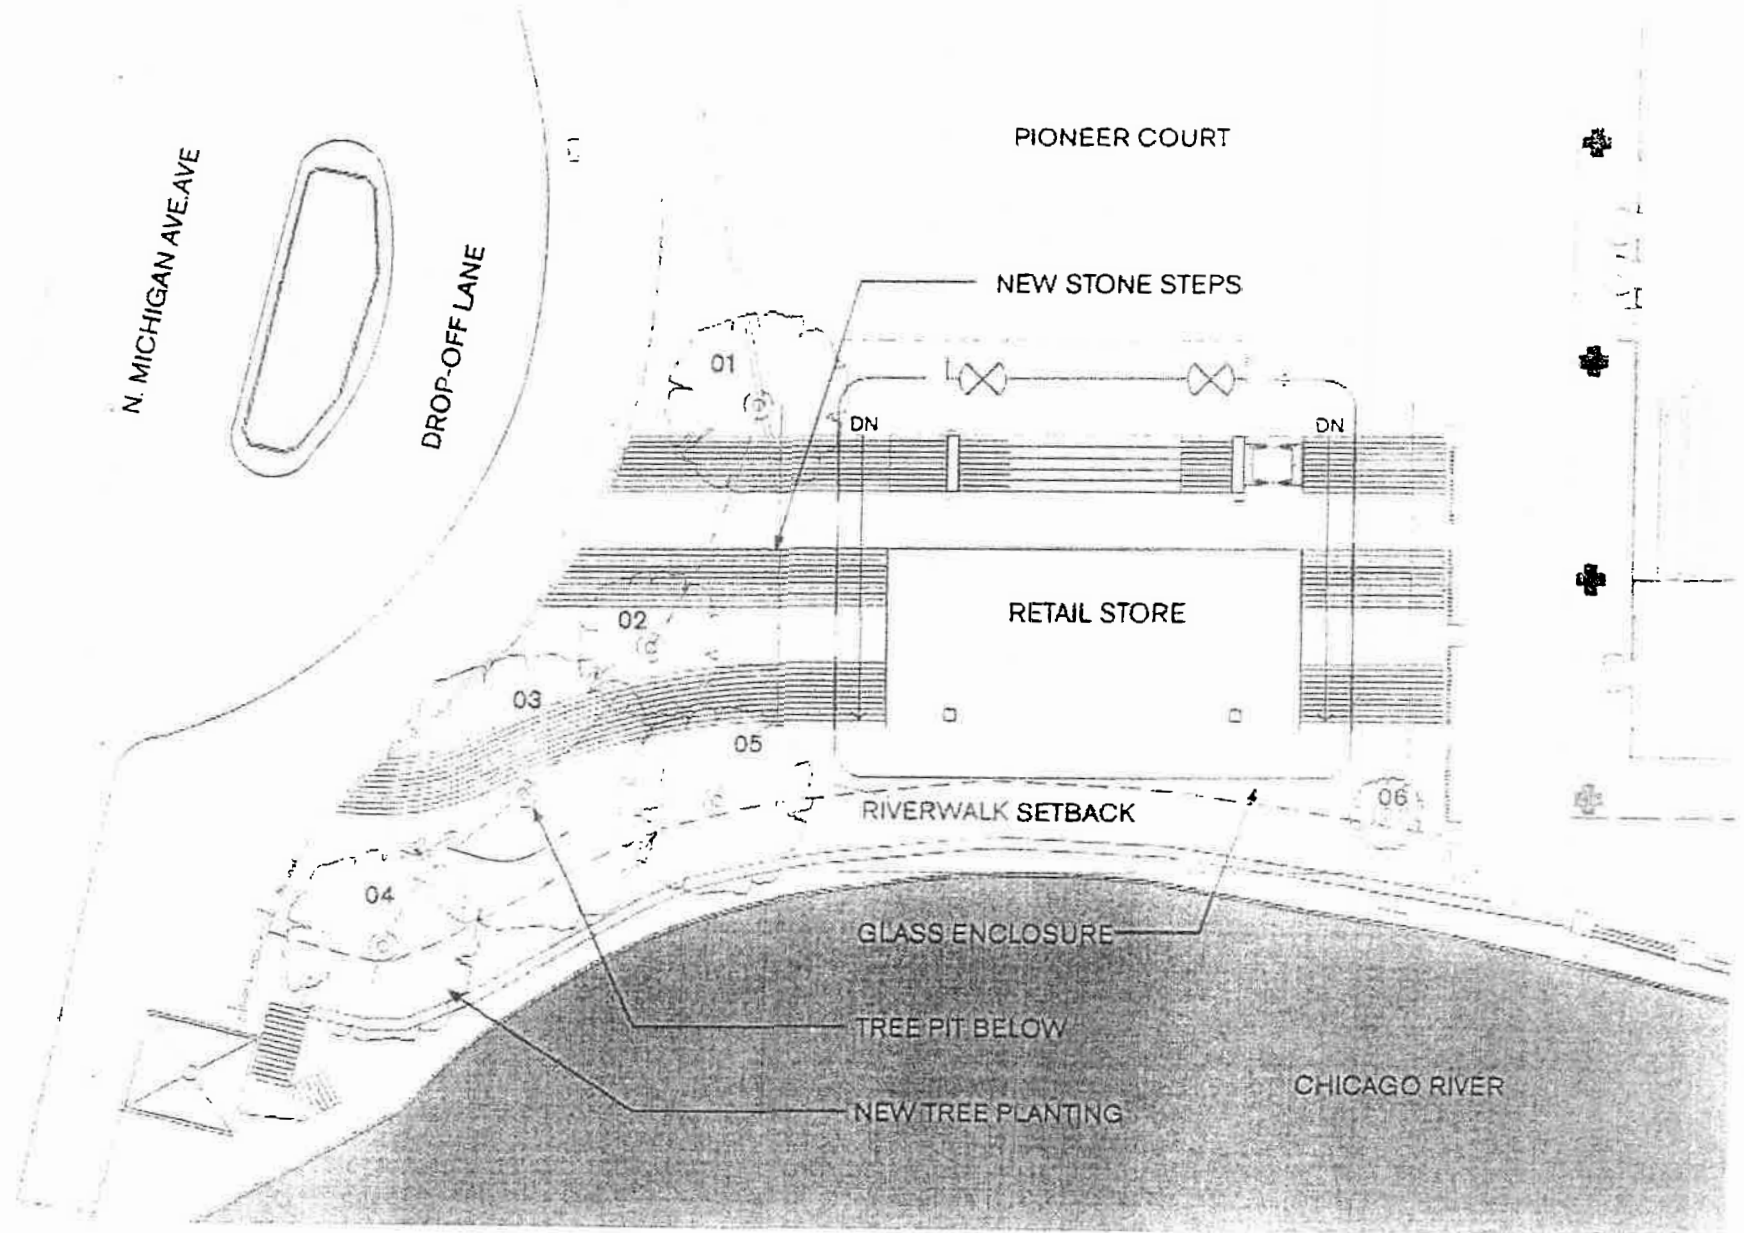 PIONEER COURT
N. MICHIGAN AVE.AVE
DROP-OFF LANE
NEW STONE STEPS
01
DN
DN
02
RETAIL STORE
03
05
06
RIVERWALK SETBACK
04
GLASS ENCLOSURE
TREE PIT BELOW
CHICAGO RIVER
NEW TREE PLANTING